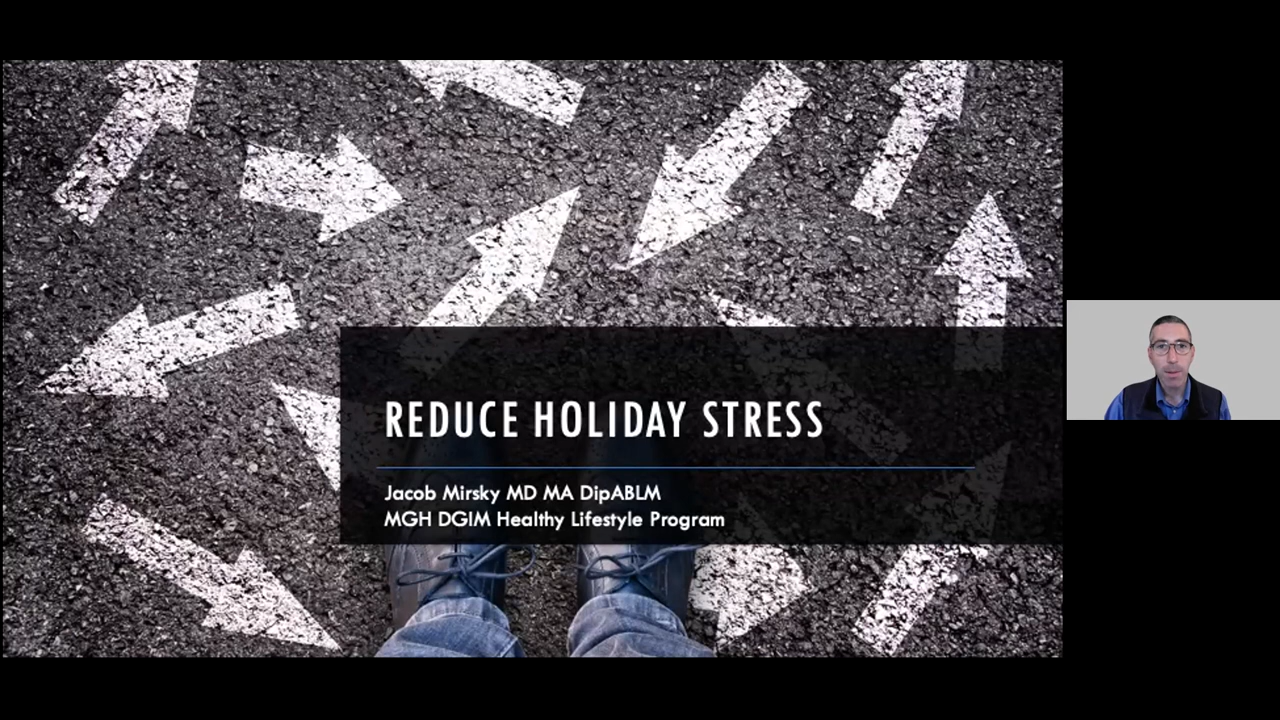 REDUCE HOLIDAY STRESS
Jacob Mirsky MD MA DipABLM
MGH DGIM Healthy Lifestyle Program